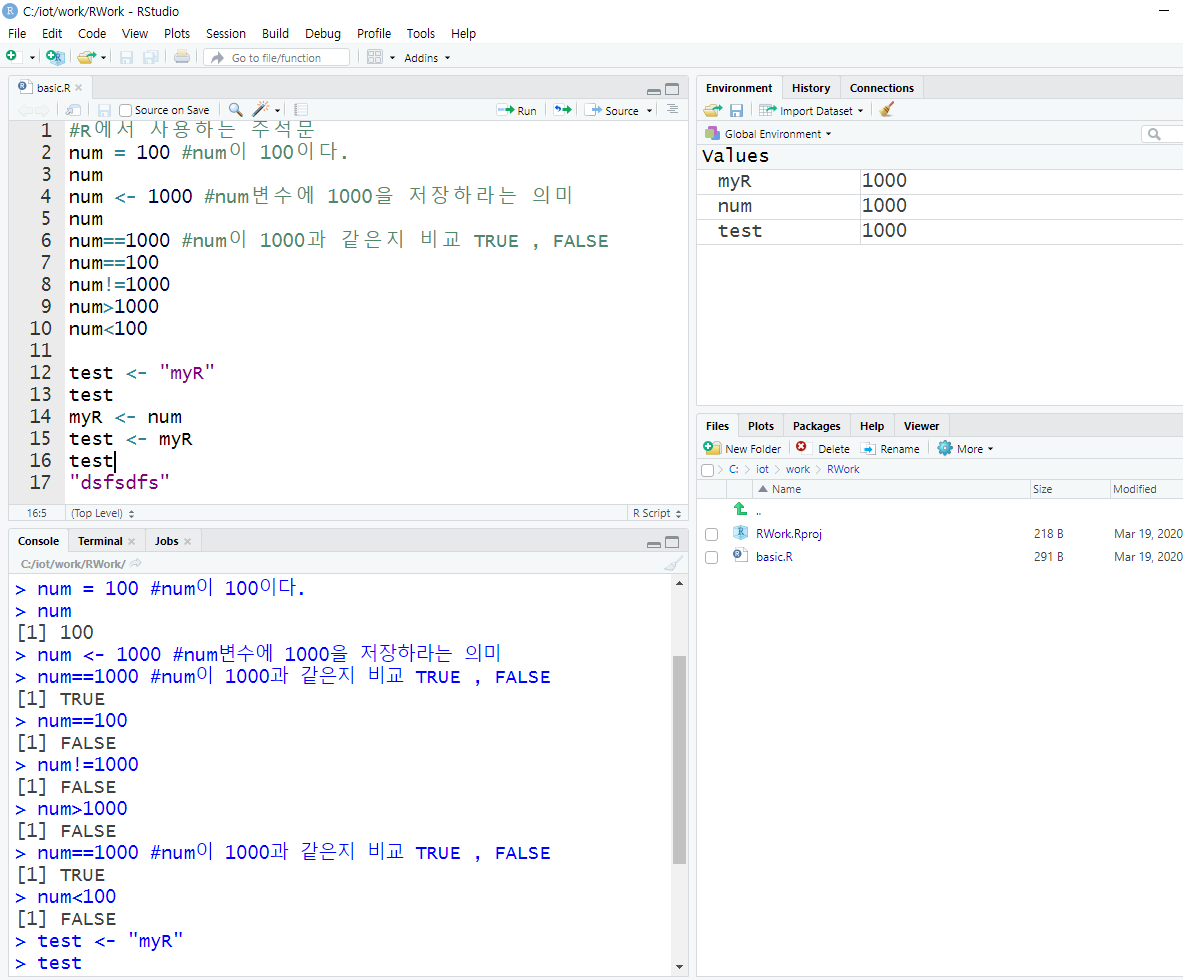 C:/iot/work/RWork - RStudio
File Edit Code View Plots Session Build Debug Profile Tools Help
Go to file/function Addins
basic.R
Source on Save Run Source
1 #R에서 사용하는 주석문
2 num = 100 #num이 100이다.
3 num
4 num <- 1000 #num변수에 1000을 저장하라는 의미
5 num
6 num==1000 #num이 1000과 같은지 비교 TRUE , FALSE
7 num==100
8 num!=1000
9 num>1000
10 num<100
11
12 test <- "myR"
13 test
14 myR <- num
15 test <- myR
16 test
17 "dsfsdfs"
16:5 (Top Level) R Script
Console Terminal Jobs
C:/iot/work/RWork/
> num = 100 #num이 100이다.
> num
[1] 100
> num <- 1000 #num변수에 1000을 저장하라는 의미
> num==1000 #num이 1000과 같은지 비교 TRUE , FALSE
[1] TRUE
> num==100
[1] FALSE
> num!=1000
[1] FALSE
> num>1000
[1] FALSE
> num==1000 #num이 1000과 같은지 비교 TRUE , FALSE
[1] TRUE
> num<100
[1] FALSE
> test <- "myR"
> test
Environment History Connections
Import Dataset
Global Environment
Values
myR 1000
num 1000
test 1000
Files Plots Packages Help Viewer
New Folder Delete Rename More
C: iot work RWork
Name Size Modified
..
RWork.Rproj 218 B Mar 19, 2020
basic.R 291 B Mar 19, 2020